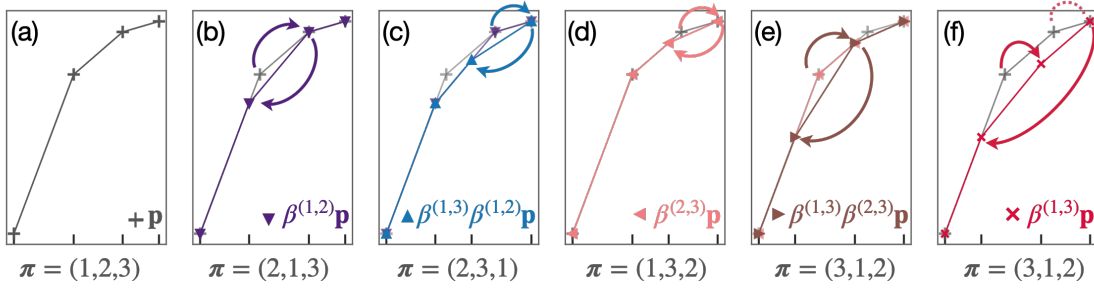 (a)
+ p
π = (1,2,3)
(b)
▼ β^(1,2)p
π = (2,1,3)
(c)
▲ β^(1,3)β^(1,2)p
π = (2,3,1)
(d)
◀ β^(2,3)p
π = (1,3,2)
(e)
▶ β^(1,3)β^(2,3)p
π = (3,1,2)
(f)
× β^(1,3)p
π = (3,1,2)